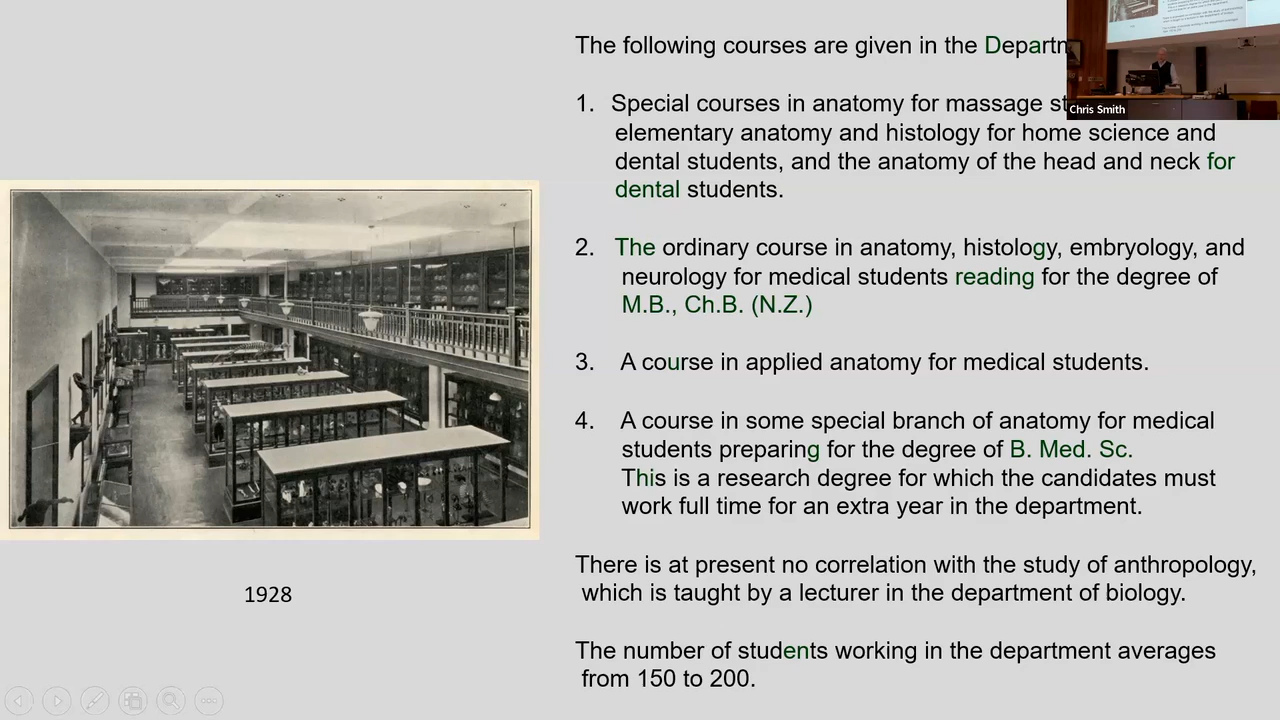 The following courses are given in the
1. Special courses in anatomy for massage
elementary anatomy and histology for home science and
dental students, and the anatomy of the head and neck for
dental students.
2. The ordinary course in anatomy, histology, embryology, and
neurology for medical students reading for the degree of
M.B., Ch.B. (N.Z.)
3. A course in applied anatomy for medical students.
4. A course in some special branch of anatomy for medical
students preparing for the degree of B. Med. Sc.
This is a research degree for which the candidates must
work full time for an extra year in the department.
There is at present no correlation with the study of anthropology,
which is taught by a lecturer in the department of biology.
The number of students working in the department averages
from 150 to 200.
1928
Chris Smith